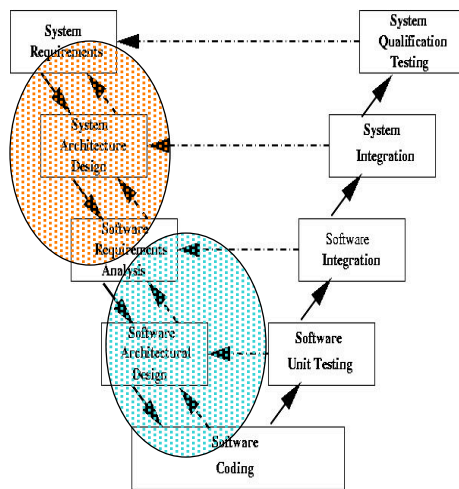 System
Requirements
System
Qualification
Testing
System
Architecture
Design
System
Integration
Software
Requirements
Analysis
Software
Integration
Software
Architectural
Design
Software
Unit Testing
Software
Coding